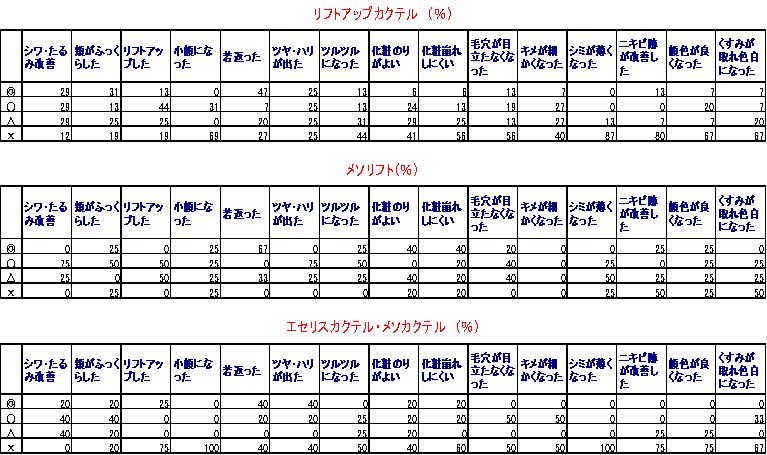 リフトアップカクテル (%)
シワ・たるみ改善 頬がふっくらした リフトアップした 小顔になった 若返った ツヤ・ハリが出た ツルツルになった 化粧のりがよい 化粧崩れしにくい 毛穴が目立たなくなった キメが細かくなった シミが薄くなった ニキビ跡が改善した 顔色が良くなった くすみが取れ色白になった
◎ 29 31 13 0 47 25 13 6 6 13 7 0 13 7 7
○ 29 13 44 31 7 25 13 24 13 19 27 0 0 20 7
△ 29 25 25 0 20 25 31 29 25 13 27 13 7 7 20
× 12 19 19 69 27 25 44 41 56 56 40 87 80 67 67
メソリフト(%)
シワ・たるみ改善 頬がふっくらした リフトアップした 小顔になった 若返った ツヤ・ハリが出た ツルツルになった 化粧のりがよい 化粧崩れしにくい 毛穴が目立たなくなった キメが細かくなった シミが薄くなった ニキビ跡が改善した 顔色が良くなった くすみが取れ色白になった
◎ 0 25 0 25 67 0 25 40 40 20 0 0 25 25 0
○ 75 50 50 25 0 75 50 0 20 40 0 25 0 25 25
△ 25 0 50 25 33 25 25 40 20 40 0 50 25 25 25
× 0 25 0 25 0 0 0 20 20 0 0 25 50 25 50
エセリスカクテル・メソカクテル (%)
シワ・たるみ改善 頬がふっくらした リフトアップした 小顔になった 若返った ツヤ・ハリが出た ツルツルになった 化粧のりがよい 化粧崩れしにくい 毛穴が目立たなくなった キメが細かくなった シミが薄くなった ニキビ跡が改善した 顔色が良くなった くすみが取れ色白になった
◎ 20 20 25 0 40 40 0 20 20 0 0 0 0 0 0
○ 40 40 0 0 20 20 25 20 20 50 50 0 0 0 33
△ 40 20 0 0 0 0 25 20 0 0 0 0 25 25 0
× 0 20 75 100 40 40 50 40 60 50 50 100 75 75 67